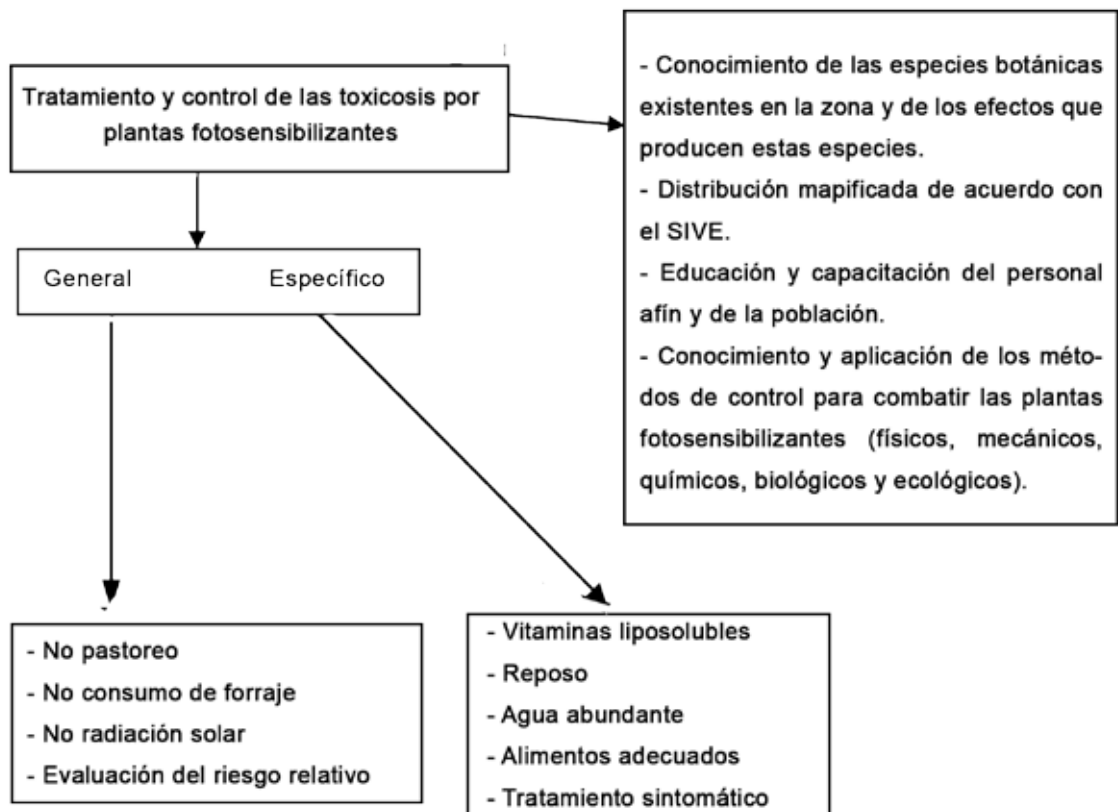 Tratamiento y control de las toxicosis por
plantas fotosensibilizantes
- Conocimiento de las especies botánicas
existentes en la zona y de los efectos que
producen estas especies.
- Distribución mapificada de acuerdo con
el SIVE.
- Educación y capacitación del personal
afín y de la población.
- Conocimiento y aplicación de los méto-
dos de control para combatir las plantas
fotosensibilizantes (físicos, mecánicos,
químicos, biológicos y ecológicos).
General Específico
- No pastoreo
- No consumo de forraje
- No radiación solar
- Evaluación del riesgo relativo
- Vitaminas liposolubles
- Reposo
- Agua abundante
- Alimentos adecuados
- Tratamiento sintomático